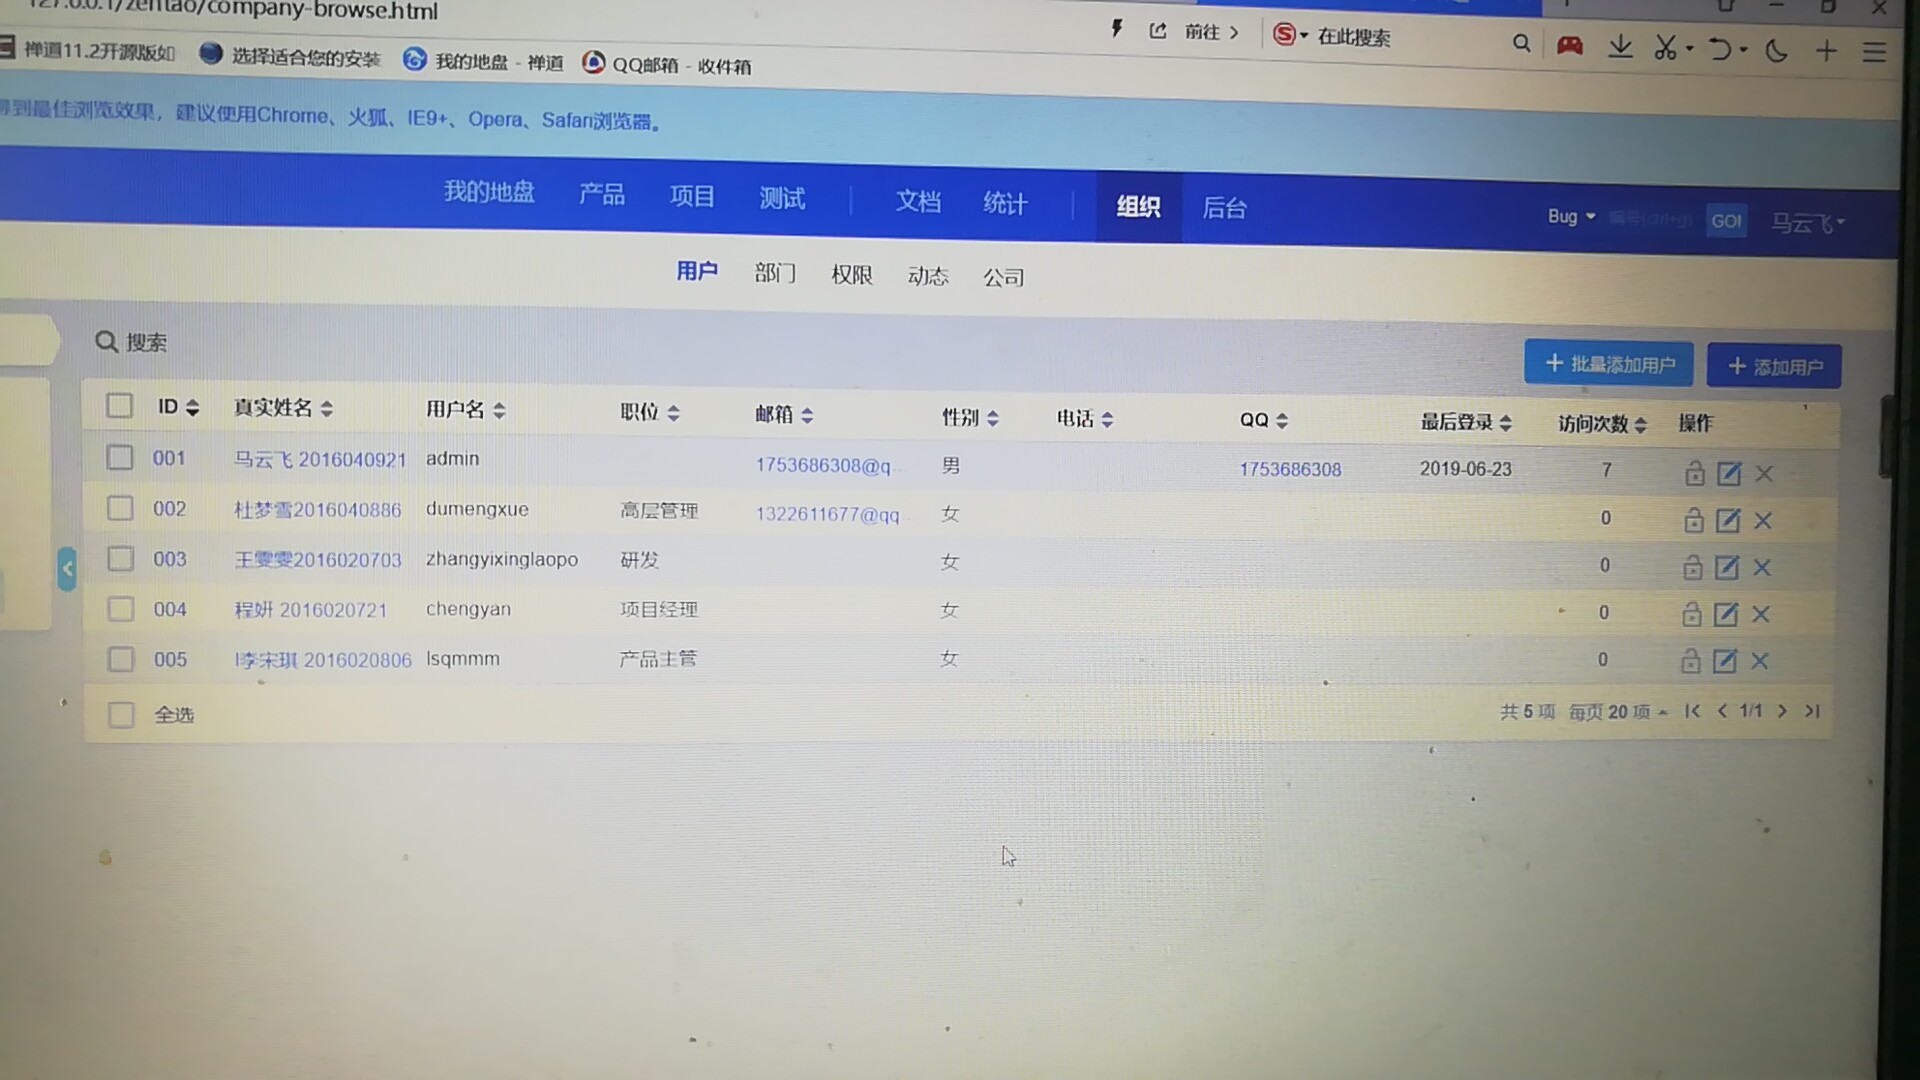 127.0.0.1/zentao/company-browse.html
前往 在此搜索
禅道11.2开源版如 选择适合您的安装 我的地盘 - 禅道 QQ邮箱 - 收件箱
得到最佳浏览效果，建议使用Chrome、火狐、IE9+、Opera、Safari浏览器。
我的地盘 产品 项目 测试 文档 统计 组织 后台 Bug 编号(ctrl+g) GO! 马云飞
用户 部门 权限 动态 公司
搜索 + 批量添加用户 + 添加用户
ID 真实姓名 用户名 职位 邮箱 性别 电话 QQ 最后登录 访问次数 操作
001 马云飞 2016040921 admin 1753686308@q... 男 1753686308 2019-06-23 7
002 杜梦雪2016040886 dumengxue 高层管理 1322611677@qq 女 0
003 王雯雯2016020703 zhangyixinglaopo 研发 女 0
004 程妍 2016020721 chengyan 项目经理 女 0
005 l李宋琪 2016020806 lsqmmm 产品主管 女 0
全选 共 5 项 每页 20 项 1/1